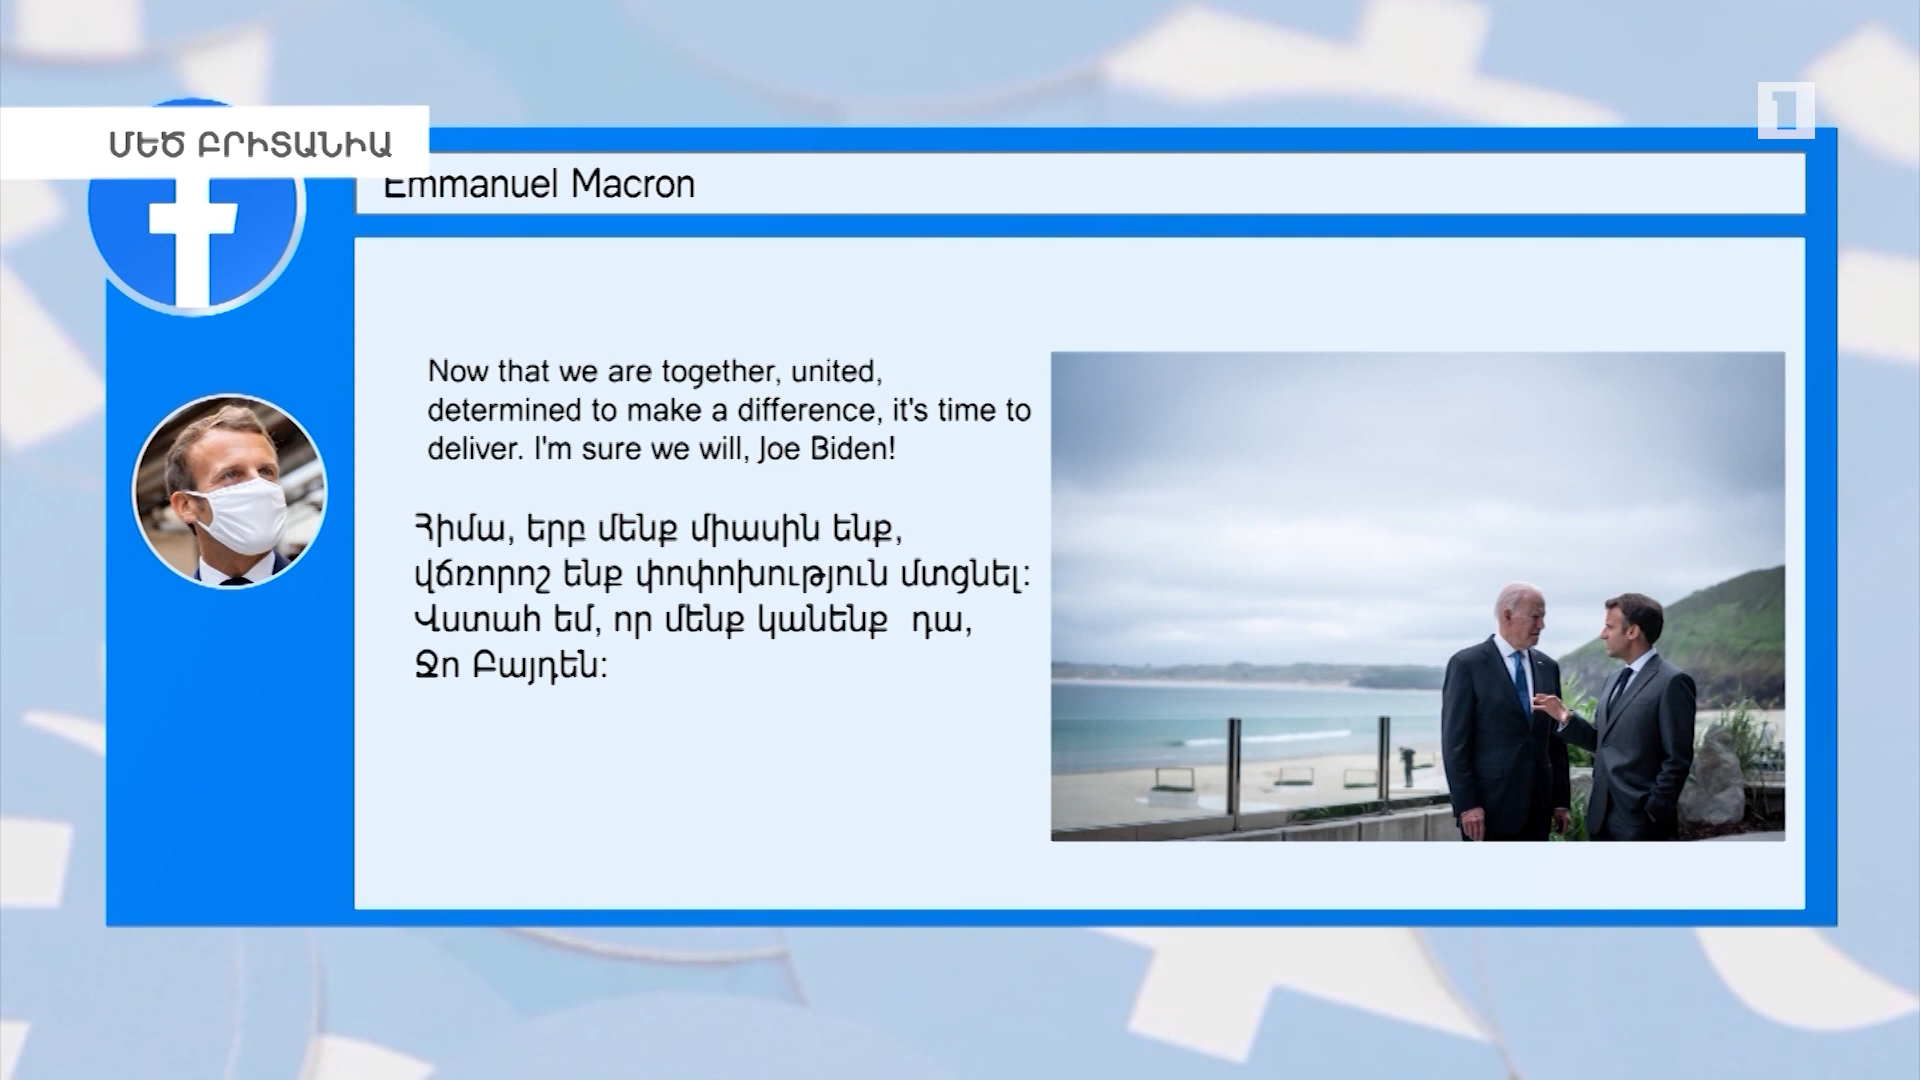 ՄԵԾ ԲՐԻՏԱՆԻԱ
1
Emmanuel Macron
Now that we are together, united,
determined to make a difference, it's time to
deliver. I'm sure we will, Joe Biden!
Հիմա, երբ մենք միասին ենք,
վճռորոշ ենք փոփոխություն մտցնել:
Վստահ եմ, որ մենք կանենք դա,
Ջո Բայդեն: